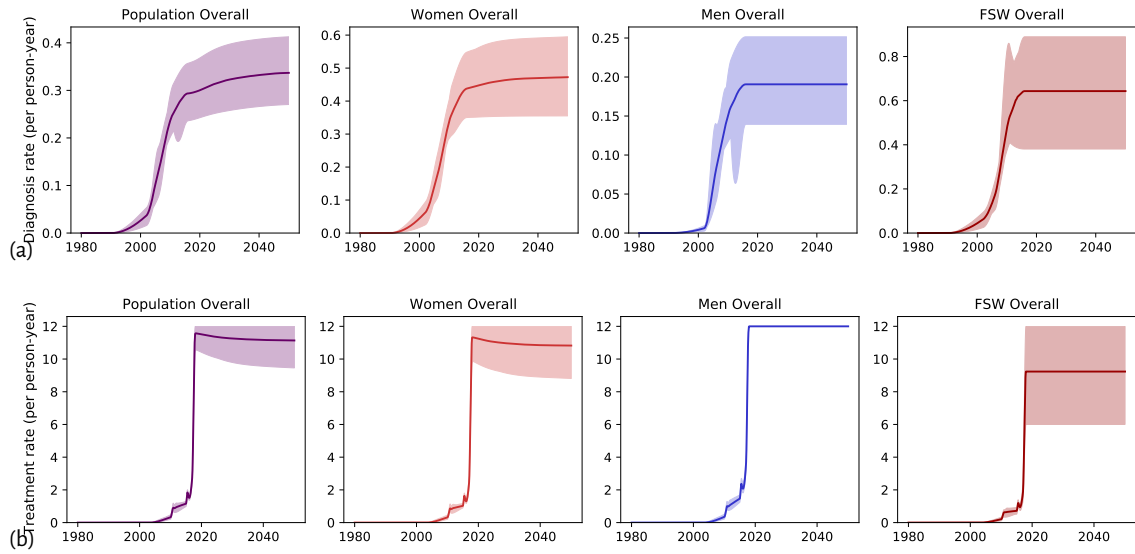 Population Overall
Women Overall
Men Overall
FSW Overall
Diagnosis rate (per person-year)
0.4
0.3
0.2
0.1
0.0
1980 2000 2020 2040
0.6
0.5
0.4
0.3
0.2
0.1
0.0
1980 2000 2020 2040
0.25
0.20
0.15
0.10
0.05
0.00
1980 2000 2020 2040
0.8
0.6
0.4
0.2
0.0
1980 2000 2020 2040
(a)
Population Overall
Women Overall
Men Overall
FSW Overall
Treatment rate (per person-year)
12
10
8
6
4
2
0
1980 2000 2020 2040
12
10
8
6
4
2
0
1980 2000 2020 2040
12
10
8
6
4
2
0
1980 2000 2020 2040
12
10
8
6
4
2
0
1980 2000 2020 2040
(b)